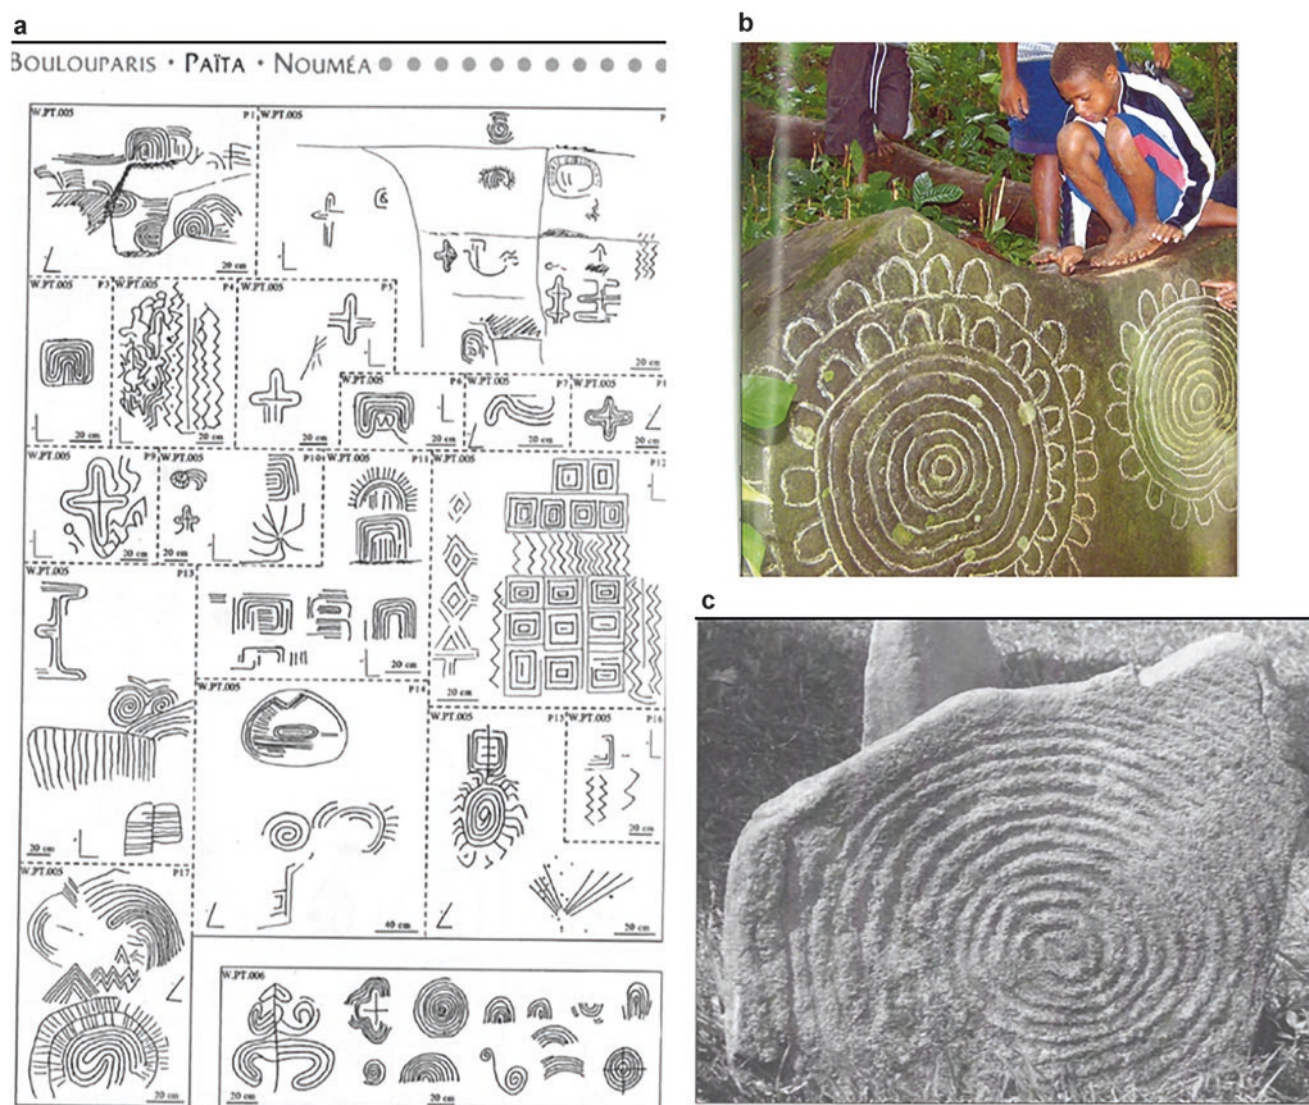 a
BOULOUPARIS • PAÏTA • NOUMÉA
W.PT.005 P1
20 cm
W.PT.005
20 cm
W.PT.005 P3
20 cm
W.PT.005 P4
20 cm
W.PT.005 P5
20 cm
W.PT.005 P6
20 cm
W.PT.005 P7
20 cm
W.PT.005
20 cm
W.PT.005 P9
20 cm
W.PT.005 P10
20 cm
W.PT.005 P11
20 cm
W.PT.005 P12
20 cm
W.PT.005 P13
20 cm
W.PT.005 P14
40 cm
W.PT.005 P15
20 cm
W.PT.005 P16
20 cm
W.PT.005 P17
20 cm
W.PT.006
20 cm
20 cm
b
c